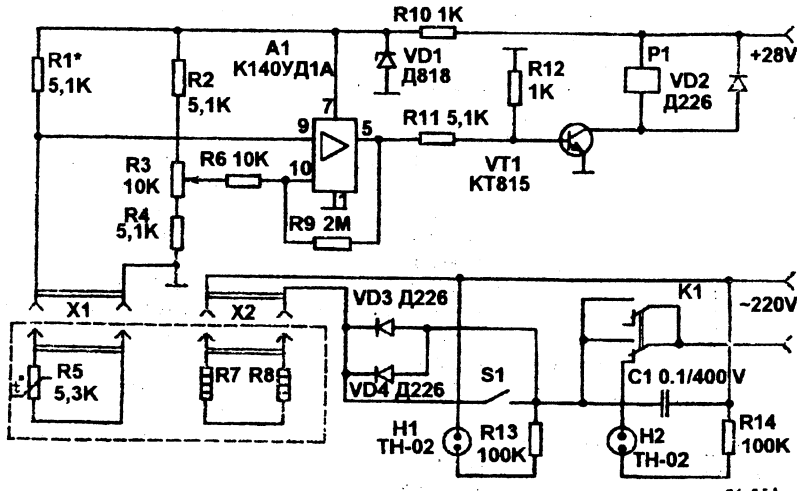 R10 1K
R1*
5,1K
R2
5,1K
A1
К140УД1А
VD1
Д818
R12
1K
P1
+28V
VD2
Д226
7
9
5
10
1
R11 5,1K
VT1
КТ815
R3
10K
R6 10K
R4
5,1K
R9 2M
X1
X2
VD3 Д226
K1
~220V
t°
R5
5,3K
R7
R8
VD4 Д226
S1
C1 0.1/400 V
H1
ТН-02
R13
100K
H2
ТН-02
R14
100K